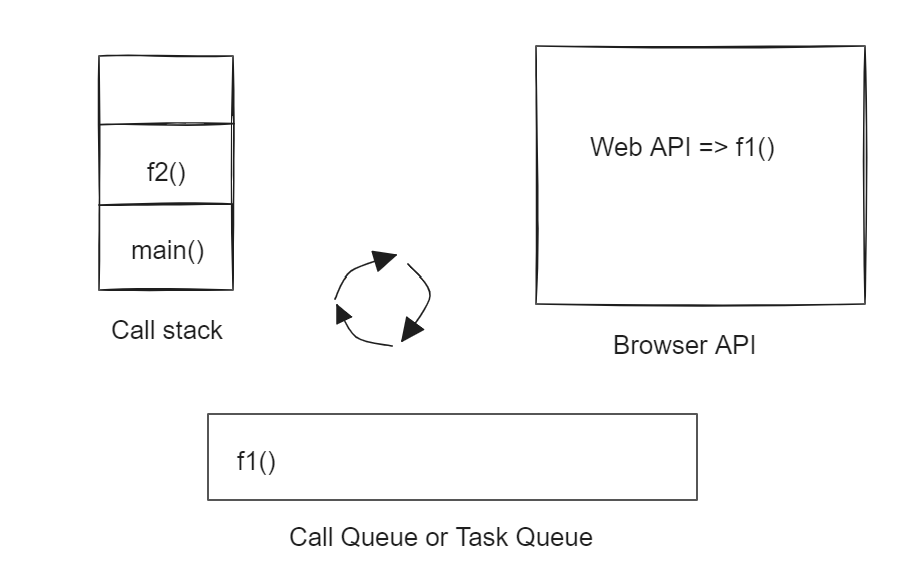 f2()
main()
Call stack
Web API => f1()
Browser API
f1()
Call Queue or Task Queue